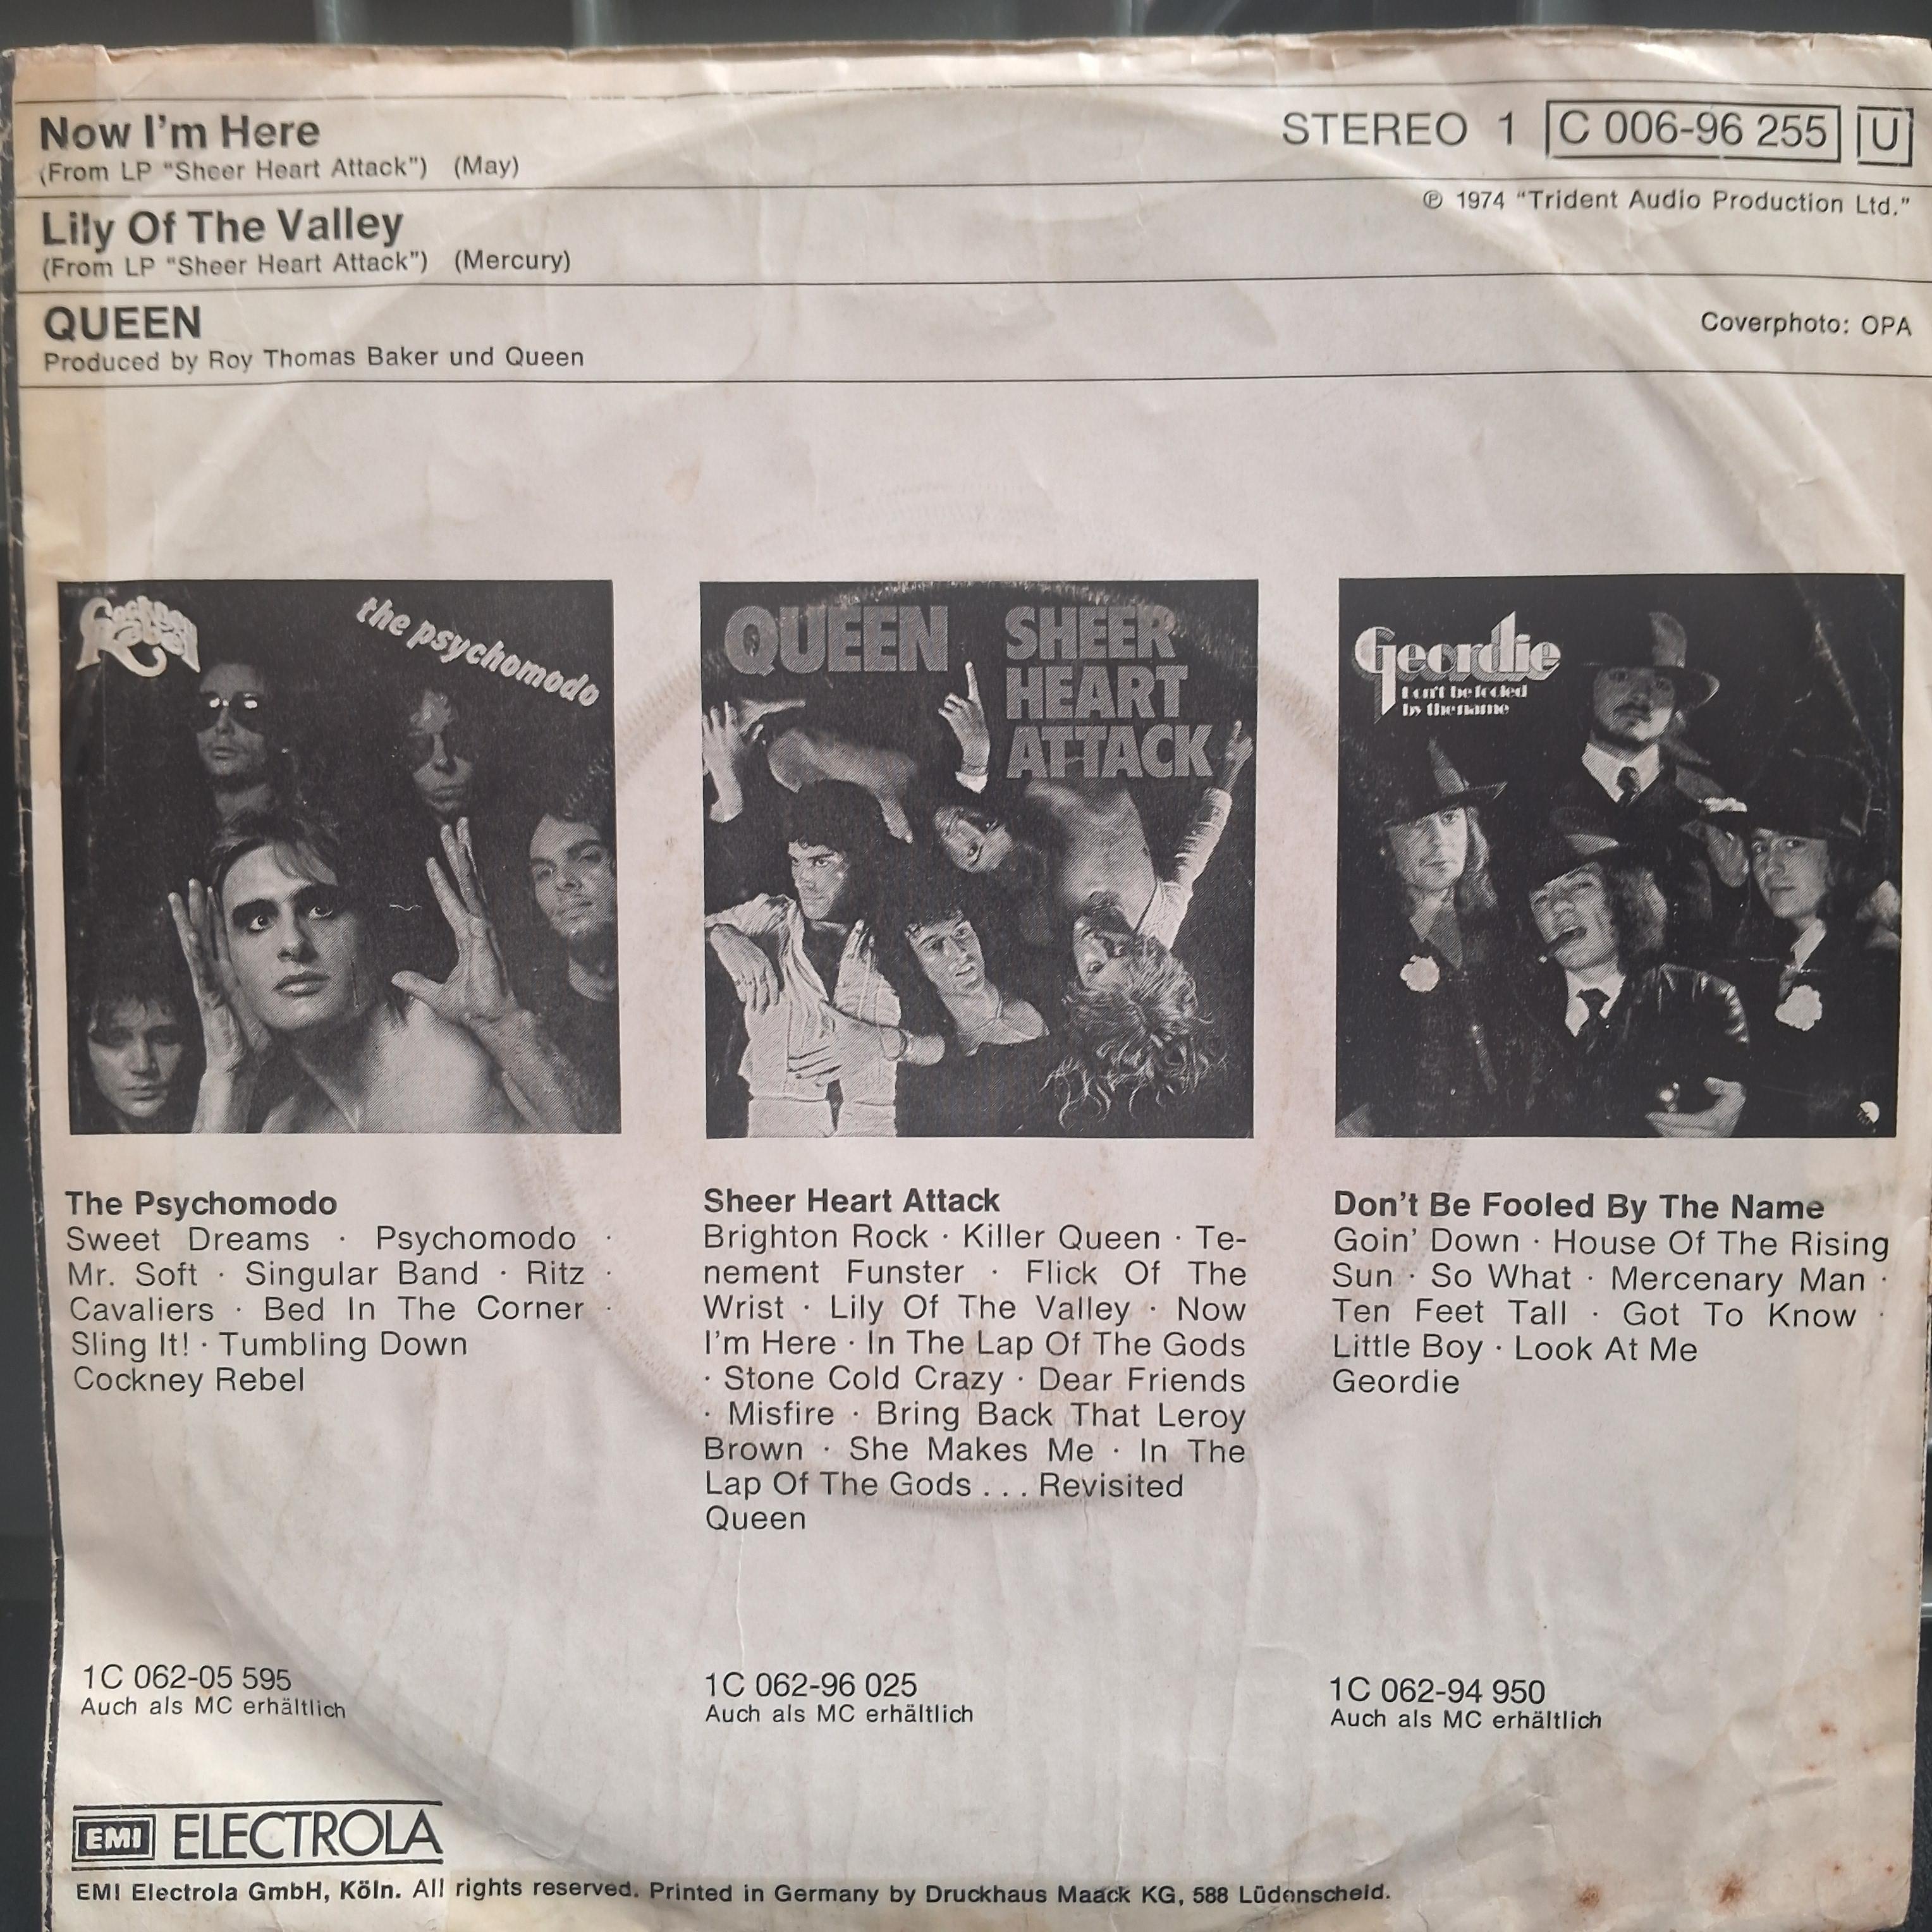 Now I'm Here
(From LP "Sheer Heart Attack") (May)
STEREO 1 C 006-96 255 U
℗ 1974 "Trident Audio Production Ltd."
Lily Of The Valley
(From LP "Sheer Heart Attack") (Mercury)
QUEEN
Produced by Roy Thomas Baker und Queen
Coverphoto: OPA
Cockney
Rebel
the psychomodo
QUEEN
SHEER
HEART
ATTACK
Geordie
Don't be fooled
by the name
The Psychomodo
Sweet Dreams · Psychomodo ·
Mr. Soft · Singular Band · Ritz ·
Cavaliers · Bed In The Corner ·
Sling It! · Tumbling Down
Cockney Rebel
Sheer Heart Attack
Brighton Rock · Killer Queen · Te-
nement Funster · Flick Of The
Wrist · Lily Of The Valley · Now
I'm Here · In The Lap Of The Gods
· Stone Cold Crazy · Dear Friends
· Misfire · Bring Back That Leroy
Brown · She Makes Me · In The
Lap Of The Gods . . . Revisited
Queen
Don't Be Fooled By The Name
Goin' Down · House Of The Rising
Sun · So What · Mercenary Man ·
Ten Feet Tall · Got To Know ·
Little Boy · Look At Me
Geordie
1C 062-05 595
Auch als MC erhältlich
1C 062-96 025
Auch als MC erhältlich
1C 062-94 950
Auch als MC erhältlich
EMI ELECTROLA
EMI Electrola GmbH, Köln. All rights reserved. Printed in Germany by Druckhaus Maack KG, 588 Lüdenscheid.